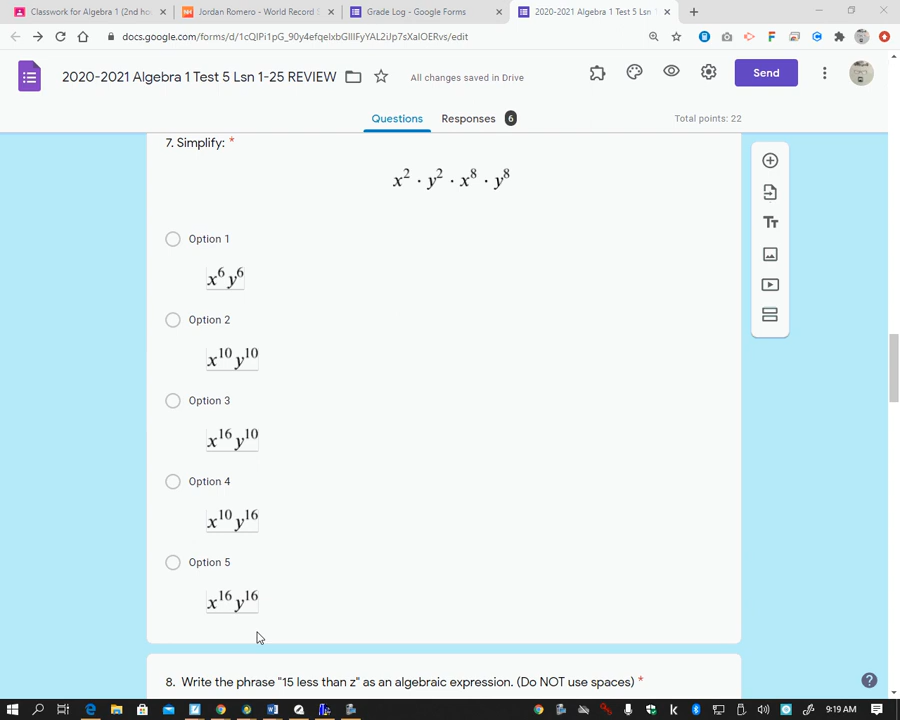 Classwork for Algebra 1 (2nd ho
Jordan Romero - World Record S
Grade Log - Google Forms
2020-2021 Algebra 1 Test 5 Lsn 1-
docs.google.com/forms/d/1cQlPi1pG_90y4efqelxbGlIIFyYAL2iJp7sXalOERvs/edit
2020-2021 Algebra 1 Test 5 Lsn 1-25 REVIEW
All changes saved in Drive
Send
Questions
Responses 6
Total points: 22
7. Simplify: *
x² · y² · x⁸ · y⁸
Option 1
x⁶y⁶
Option 2
x¹⁰y¹⁰
Option 3
x¹⁶y¹⁰
Option 4
x¹⁰y¹⁶
Option 5
x¹⁶y¹⁶
8. Write the phrase "15 less than z" as an algebraic expression. (Do NOT use spaces) *
9:19 AM